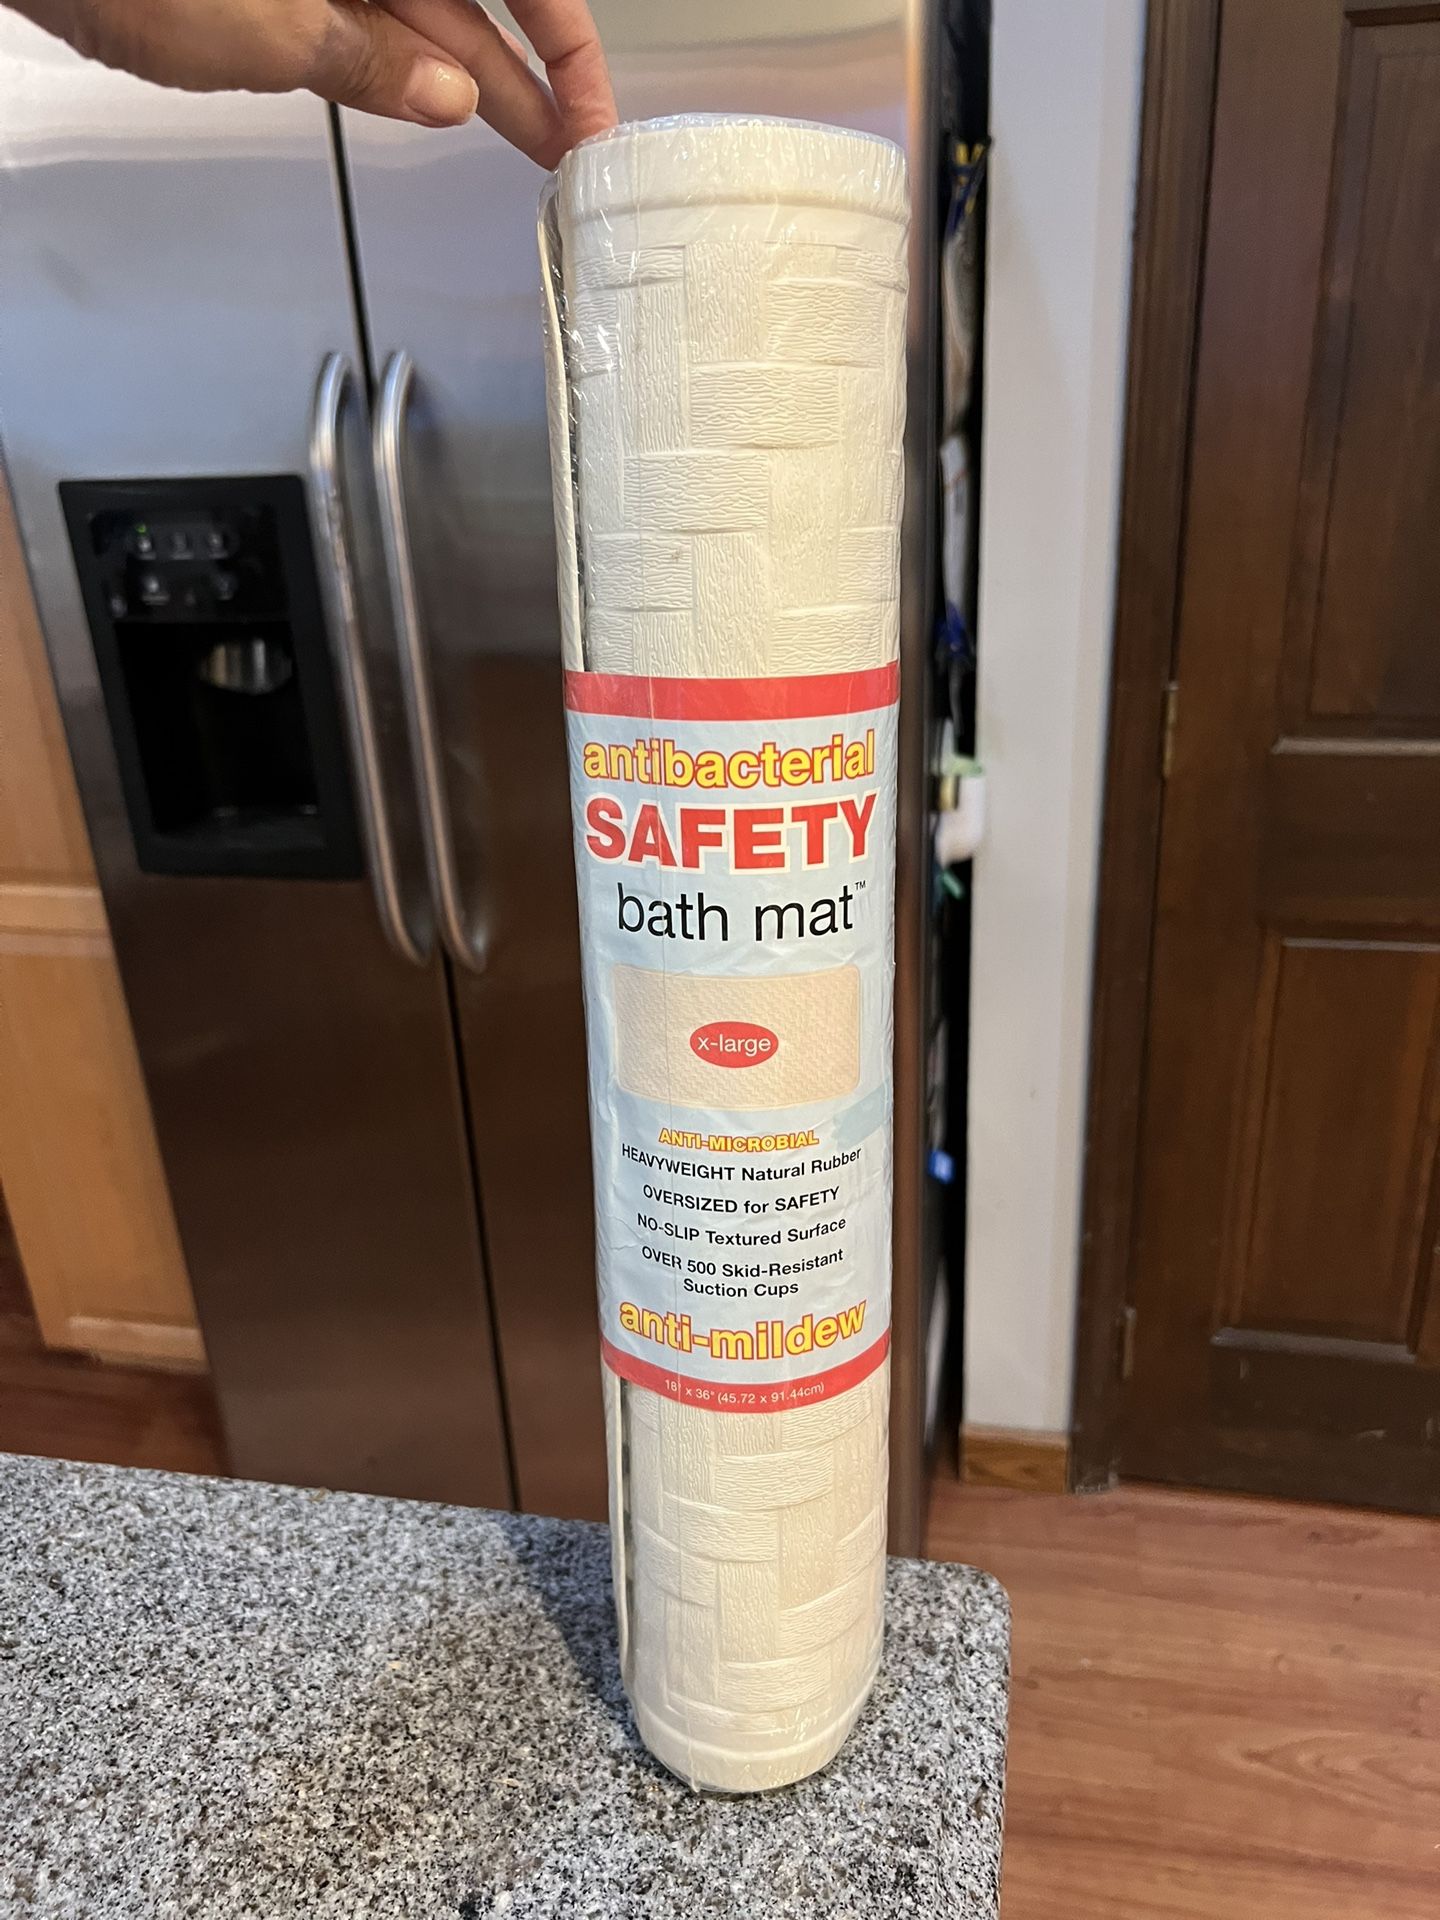 antibacterial
SAFETY
bath mat™
x-large
ANTI-MICROBIAL
HEAVYWEIGHT Natural Rubber
OVERSIZED for SAFETY
NO-SLIP Textured Surface
OVER 500 Skid-Resistant
Suction Cups
anti-mildew
18" x 36" (45.72 x 91.44cm)